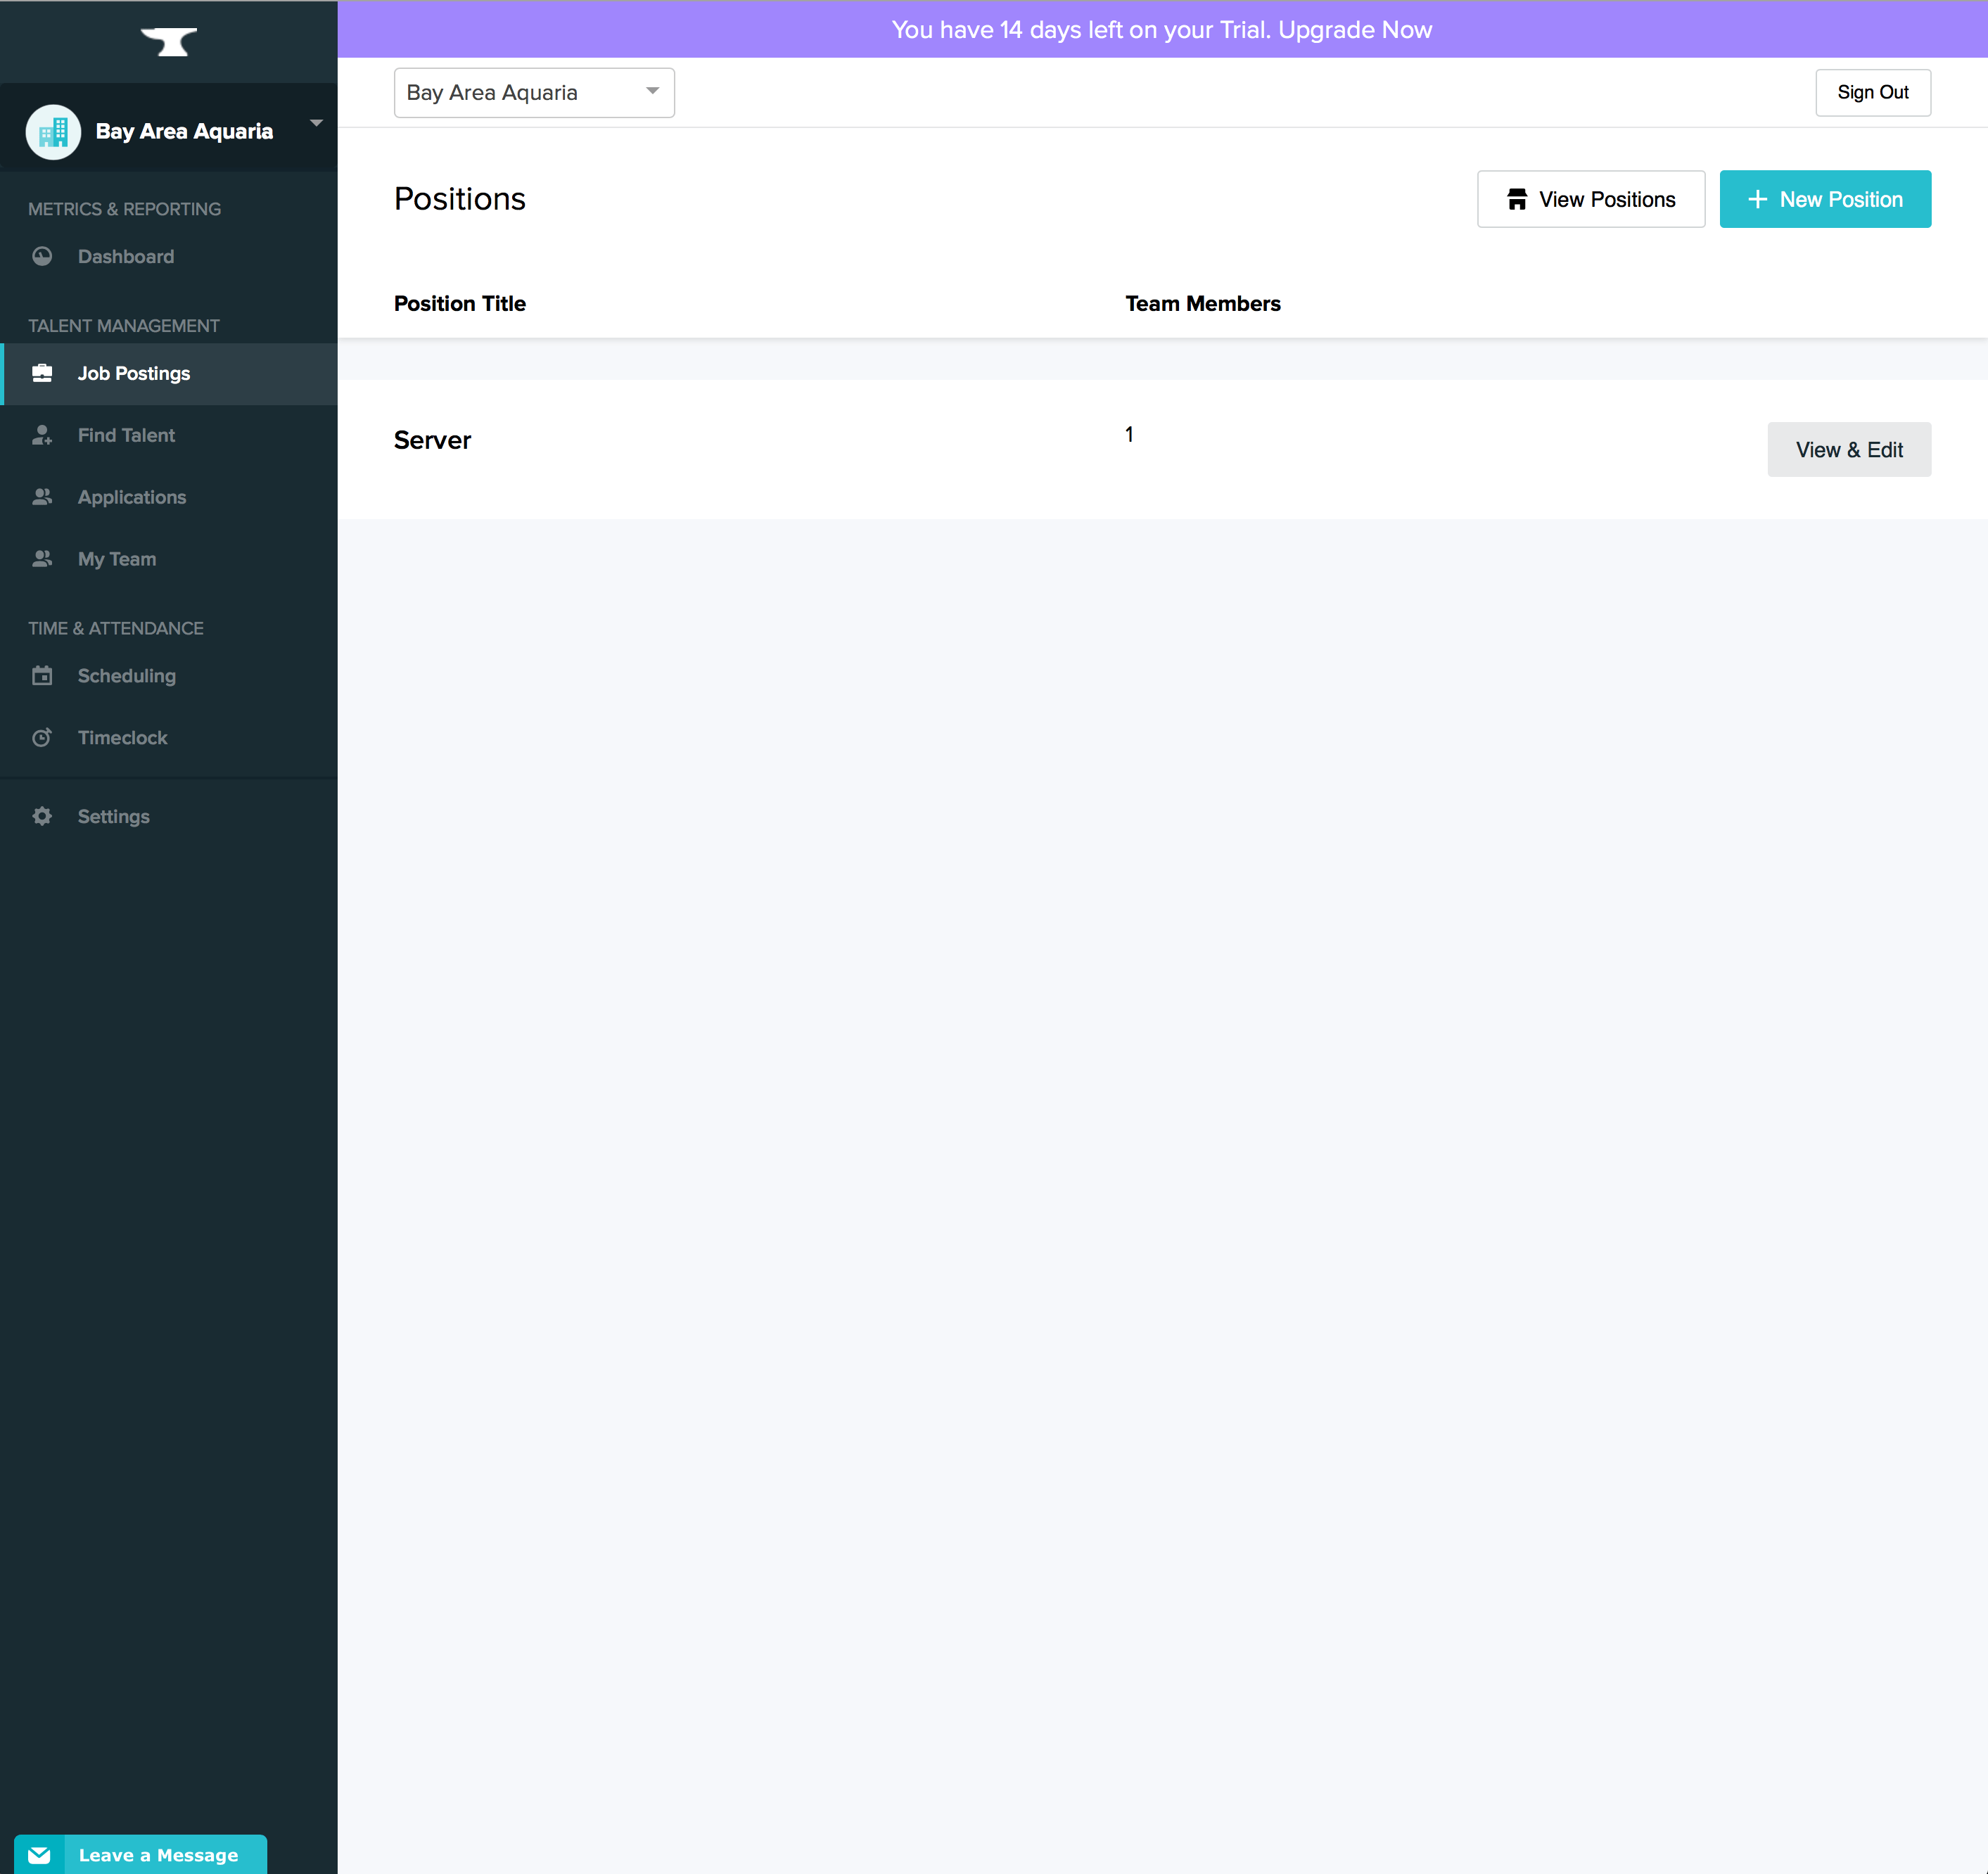 You have 14 days left on your Trial. Upgrade Now
Bay Area Aquaria
Sign Out
Bay Area Aquaria
METRICS & REPORTING
Dashboard
TALENT MANAGEMENT
Job Postings
Find Talent
Applications
My Team
TIME & ATTENDANCE
Scheduling
Timeclock
Settings
Leave a Message
Positions
View Positions
+ New Position
Position Title Team Members
Server 1 View & Edit